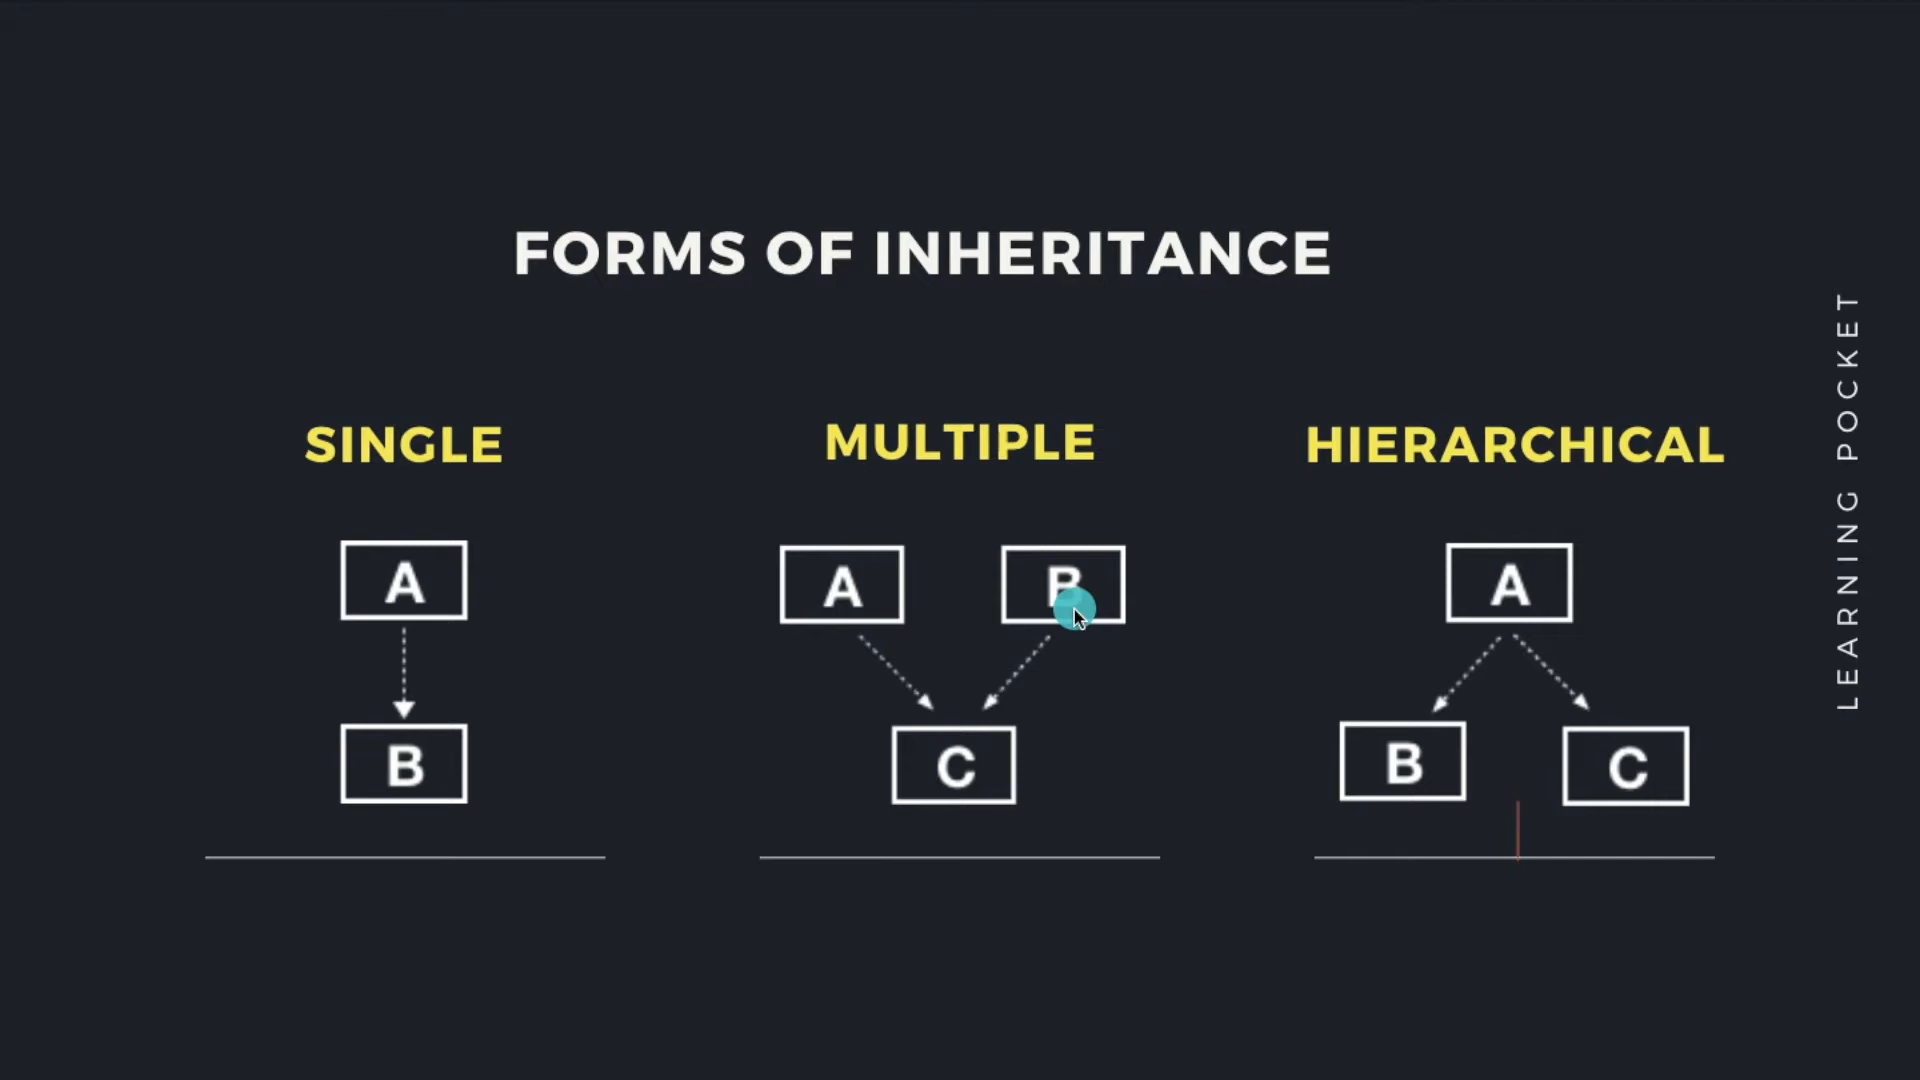 FORMS OF INHERITANCE
SINGLE
MULTIPLE
HIERARCHICAL
A
B
A
B
C
A
B
C
LEARNING POCKET